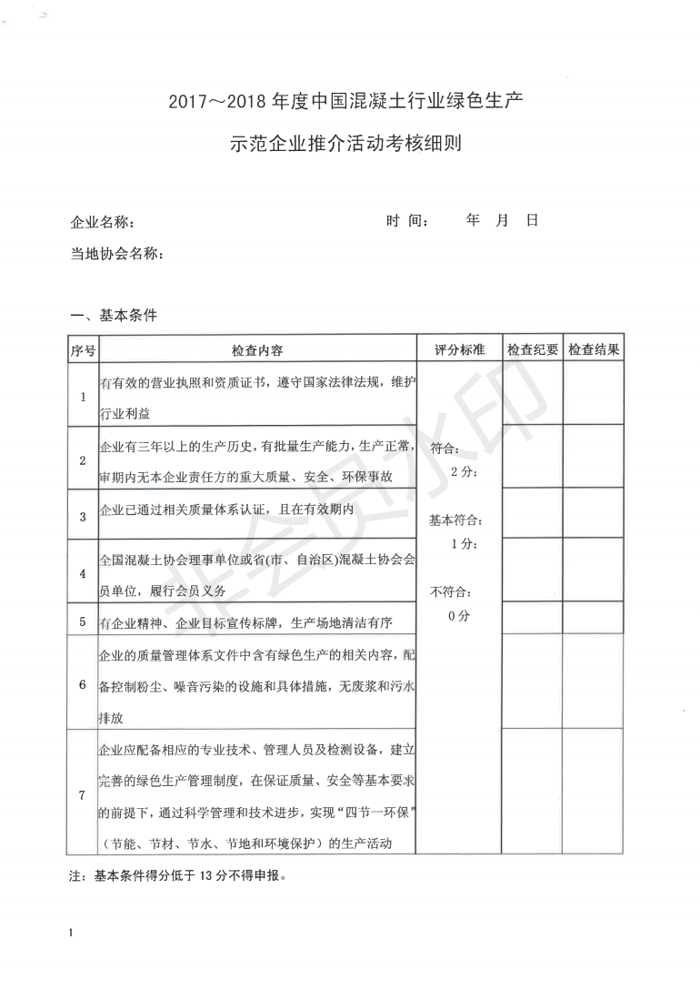 2017～2018 年度中国混凝土行业绿色生产
示范企业推介活动考核细则
企业名称： 时 间： 年 月 日
当地协会名称：
一、基本条件
序号 检查内容 评分标准 检查纪要 检查结果
1 有有效的营业执照和资质证书，遵守国家法律法规，维护
行业利益
2 企业有三年以上的生产历史，有批量生产能力，生产正常，
审期内无本企业责任方的重大质量、安全、环保事故
3 企业已通过相关质量体系认证，且在有效期内
4 全国混凝土协会理事单位或省(市、自治区)混凝土协会会
员单位，履行会员义务
5 有企业精神、企业目标宣传标牌，生产场地清洁有序
6 企业的质量管理体系文件中含有绿色生产的相关内容，配
备控制粉尘、噪音污染的设施和具体措施，无废浆和污水
排放
7 企业应配备相应的专业技术、管理人员及检测设备，建立
完善的绿色生产管理制度，在保证质量、安全等基本要求
的前提下，通过科学管理和技术进步，实现“四节一环保”
（节能、节材、节水、节地和环境保护）的生产活动
符合：
2 分；
基本符合：
1 分；
不符合：
0 分
注：基本条件得分低于 13 分不得申报。
1
非会员水印